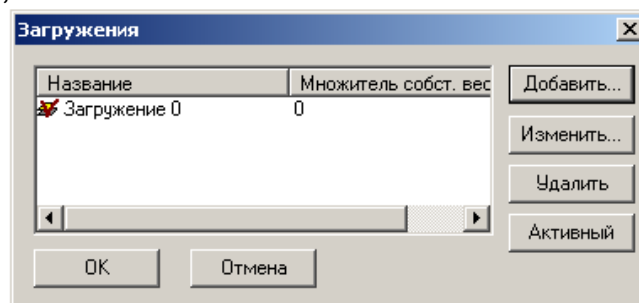 Загружения
Название Множитель собст. вес
Загружение 0 0
Добавить...
Изменить...
Удалить
Активный
OK Отмена